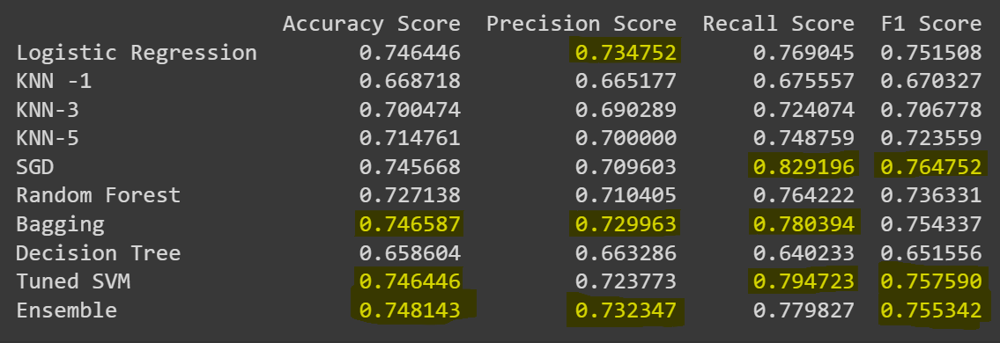 Accuracy Score Precision Score Recall Score F1 Score
Logistic Regression 0.746446 0.734752 0.769045 0.751508
KNN -1 0.668718 0.665177 0.675557 0.670327
KNN-3 0.700474 0.690289 0.724074 0.706778
KNN-5 0.714761 0.700000 0.748759 0.723559
SGD 0.745668 0.709603 0.829196 0.764752
Random Forest 0.727138 0.710405 0.764222 0.736331
Bagging 0.746587 0.729963 0.780394 0.754337
Decision Tree 0.658604 0.663286 0.640233 0.651556
Tuned SVM 0.746446 0.723773 0.794723 0.757590
Ensemble 0.748143 0.732347 0.779827 0.755342